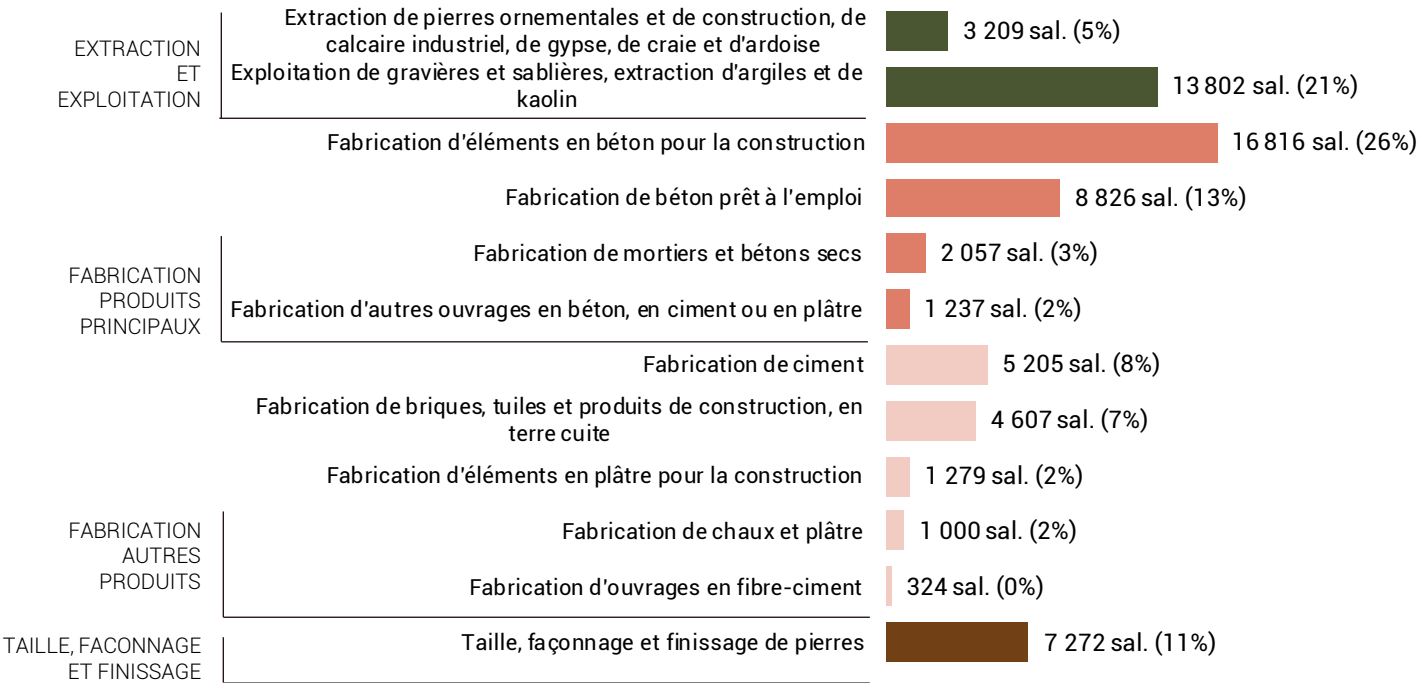 EXTRACTION
ET
EXPLOITATION
Extraction de pierres ornementales et de construction, de
calcaire industriel, de gypse, de craie et d'ardoise
3 209 sal. (5%)
Exploitation de gravières et sablières, extraction d'argiles et de
kaolin
13 802 sal. (21%)
Fabrication d'éléments en béton pour la construction
16 816 sal. (26%)
Fabrication de béton prêt à l'emploi
8 826 sal. (13%)
FABRICATION
PRODUITS
PRINCIPAUX
Fabrication de mortiers et bétons secs
2 057 sal. (3%)
Fabrication d'autres ouvrages en béton, en ciment ou en plâtre
1 237 sal. (2%)
Fabrication de ciment
5 205 sal. (8%)
Fabrication de briques, tuiles et produits de construction, en
terre cuite
4 607 sal. (7%)
Fabrication d'éléments en plâtre pour la construction
1 279 sal. (2%)
FABRICATION
AUTRES
PRODUITS
Fabrication de chaux et plâtre
1 000 sal. (2%)
Fabrication d'ouvrages en fibre-ciment
324 sal. (0%)
TAILLE, FACONNAGE
ET FINISSAGE
Taille, façonnage et finissage de pierres
7 272 sal. (11%)